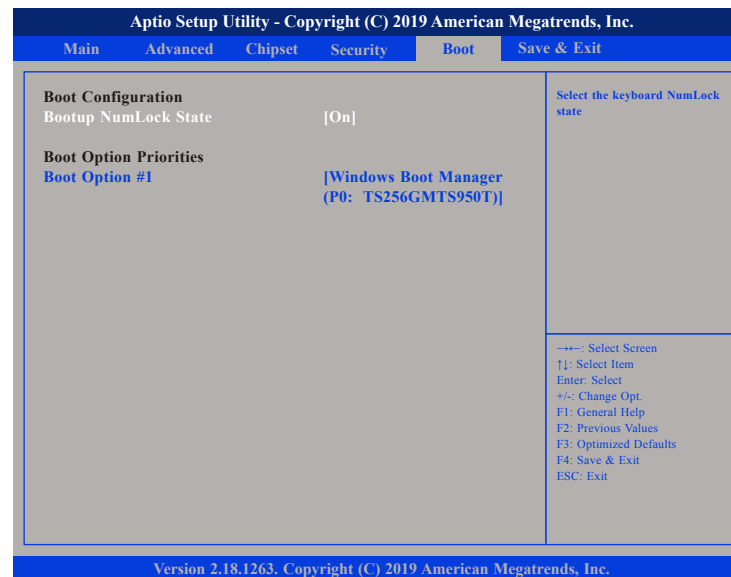 Aptio Setup Utility - Copyright (C) 2019 American Megatrends, Inc.
Main Advanced Chipset Security Boot Save & Exit
Boot Configuration
Bootup NumLock State [On]
Boot Option Priorities
Boot Option #1 [Windows Boot Manager
(P0: TS256GMTS950T)]
Select the keyboard NumLock
state
→←: Select Screen
↑↓: Select Item
Enter: Select
+/-: Change Opt.
F1: General Help
F2: Previous Values
F3: Optimized Defaults
F4: Save & Exit
ESC: Exit
Version 2.18.1263. Copyright (C) 2019 American Megatrends, Inc.